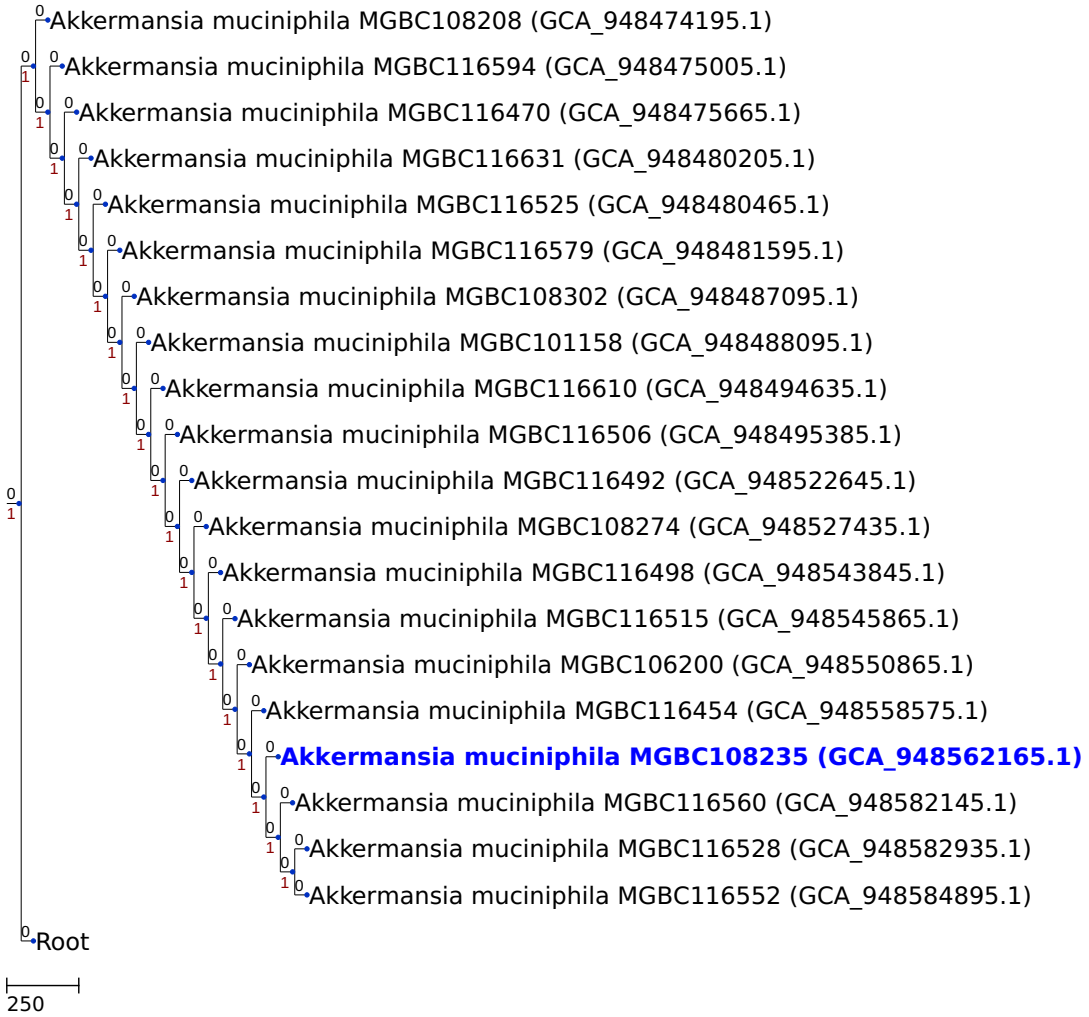 0
Akkermansia muciniphila MGBC108208 (GCA_948474195.1)
0
1
0
Akkermansia muciniphila MGBC116594 (GCA_948475005.1)
0
1
0
Akkermansia muciniphila MGBC116470 (GCA_948475665.1)
0
1
0
Akkermansia muciniphila MGBC116631 (GCA_948480205.1)
0
1
0
Akkermansia muciniphila MGBC116525 (GCA_948480465.1)
0
1
0
Akkermansia muciniphila MGBC116579 (GCA_948481595.1)
0
1
0
Akkermansia muciniphila MGBC108302 (GCA_948487095.1)
0
1
0
Akkermansia muciniphila MGBC101158 (GCA_948488095.1)
0
1
0
Akkermansia muciniphila MGBC116610 (GCA_948494635.1)
0
1
0
Akkermansia muciniphila MGBC116506 (GCA_948495385.1)
0
1
0
Akkermansia muciniphila MGBC116492 (GCA_948522645.1)
0
1
0
1
0
Akkermansia muciniphila MGBC108274 (GCA_948527435.1)
0
1
0
Akkermansia muciniphila MGBC116498 (GCA_948543845.1)
0
1
0
Akkermansia muciniphila MGBC116515 (GCA_948545865.1)
0
1
0
Akkermansia muciniphila MGBC106200 (GCA_948550865.1)
0
1
0
Akkermansia muciniphila MGBC116454 (GCA_948558575.1)
0
1
0
Akkermansia muciniphila MGBC108235 (GCA_948562165.1)
0
1
0
Akkermansia muciniphila MGBC116560 (GCA_948582145.1)
0
1
0
Akkermansia muciniphila MGBC116528 (GCA_948582935.1)
0
1
0
Akkermansia muciniphila MGBC116552 (GCA_948584895.1)
0
Root
250